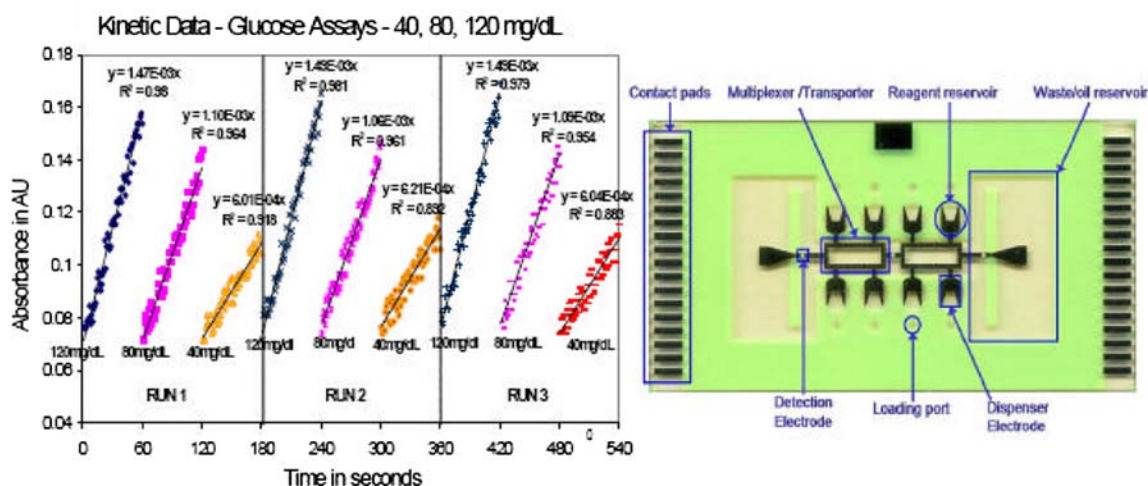 Kinetic Data - Glucose Assays - 40, 80, 120 mg/dL
0.18
0.16
0.14
0.12
0.1
0.08
0.06
0.04
Absorbance in AU
y = 1.47E-03x
R² = 0.98
y = 1.10E-03x
R² = 0.964
6.01E-04x
R² = 0.918
y = 1.49E-03x
R² = 0.981
y = 1.06E-03x
R² = 0.961
6.21E-04x
R² = 0.892
y = 1.49E-03x
R² = 0.979
y = 1.09E-03x
R² = 0.954
6.04E-04x
R² = 0.883
120mg/dL
80mg/dL
40mg/dL
120mg/dl
80mg/d
40mg/dL
120mg/dl
80mg/dL
40mg/dL
RUN 1
RUN 2
RUN 3
0
0
60
120
180
240
300
360
420
480
540
Time in seconds
Contact pads
Multiplexer /Transporter
Reagent reservoir
Waste/oil reservoir
Detection
Electrode
Loading port
Dispenser
Electrode